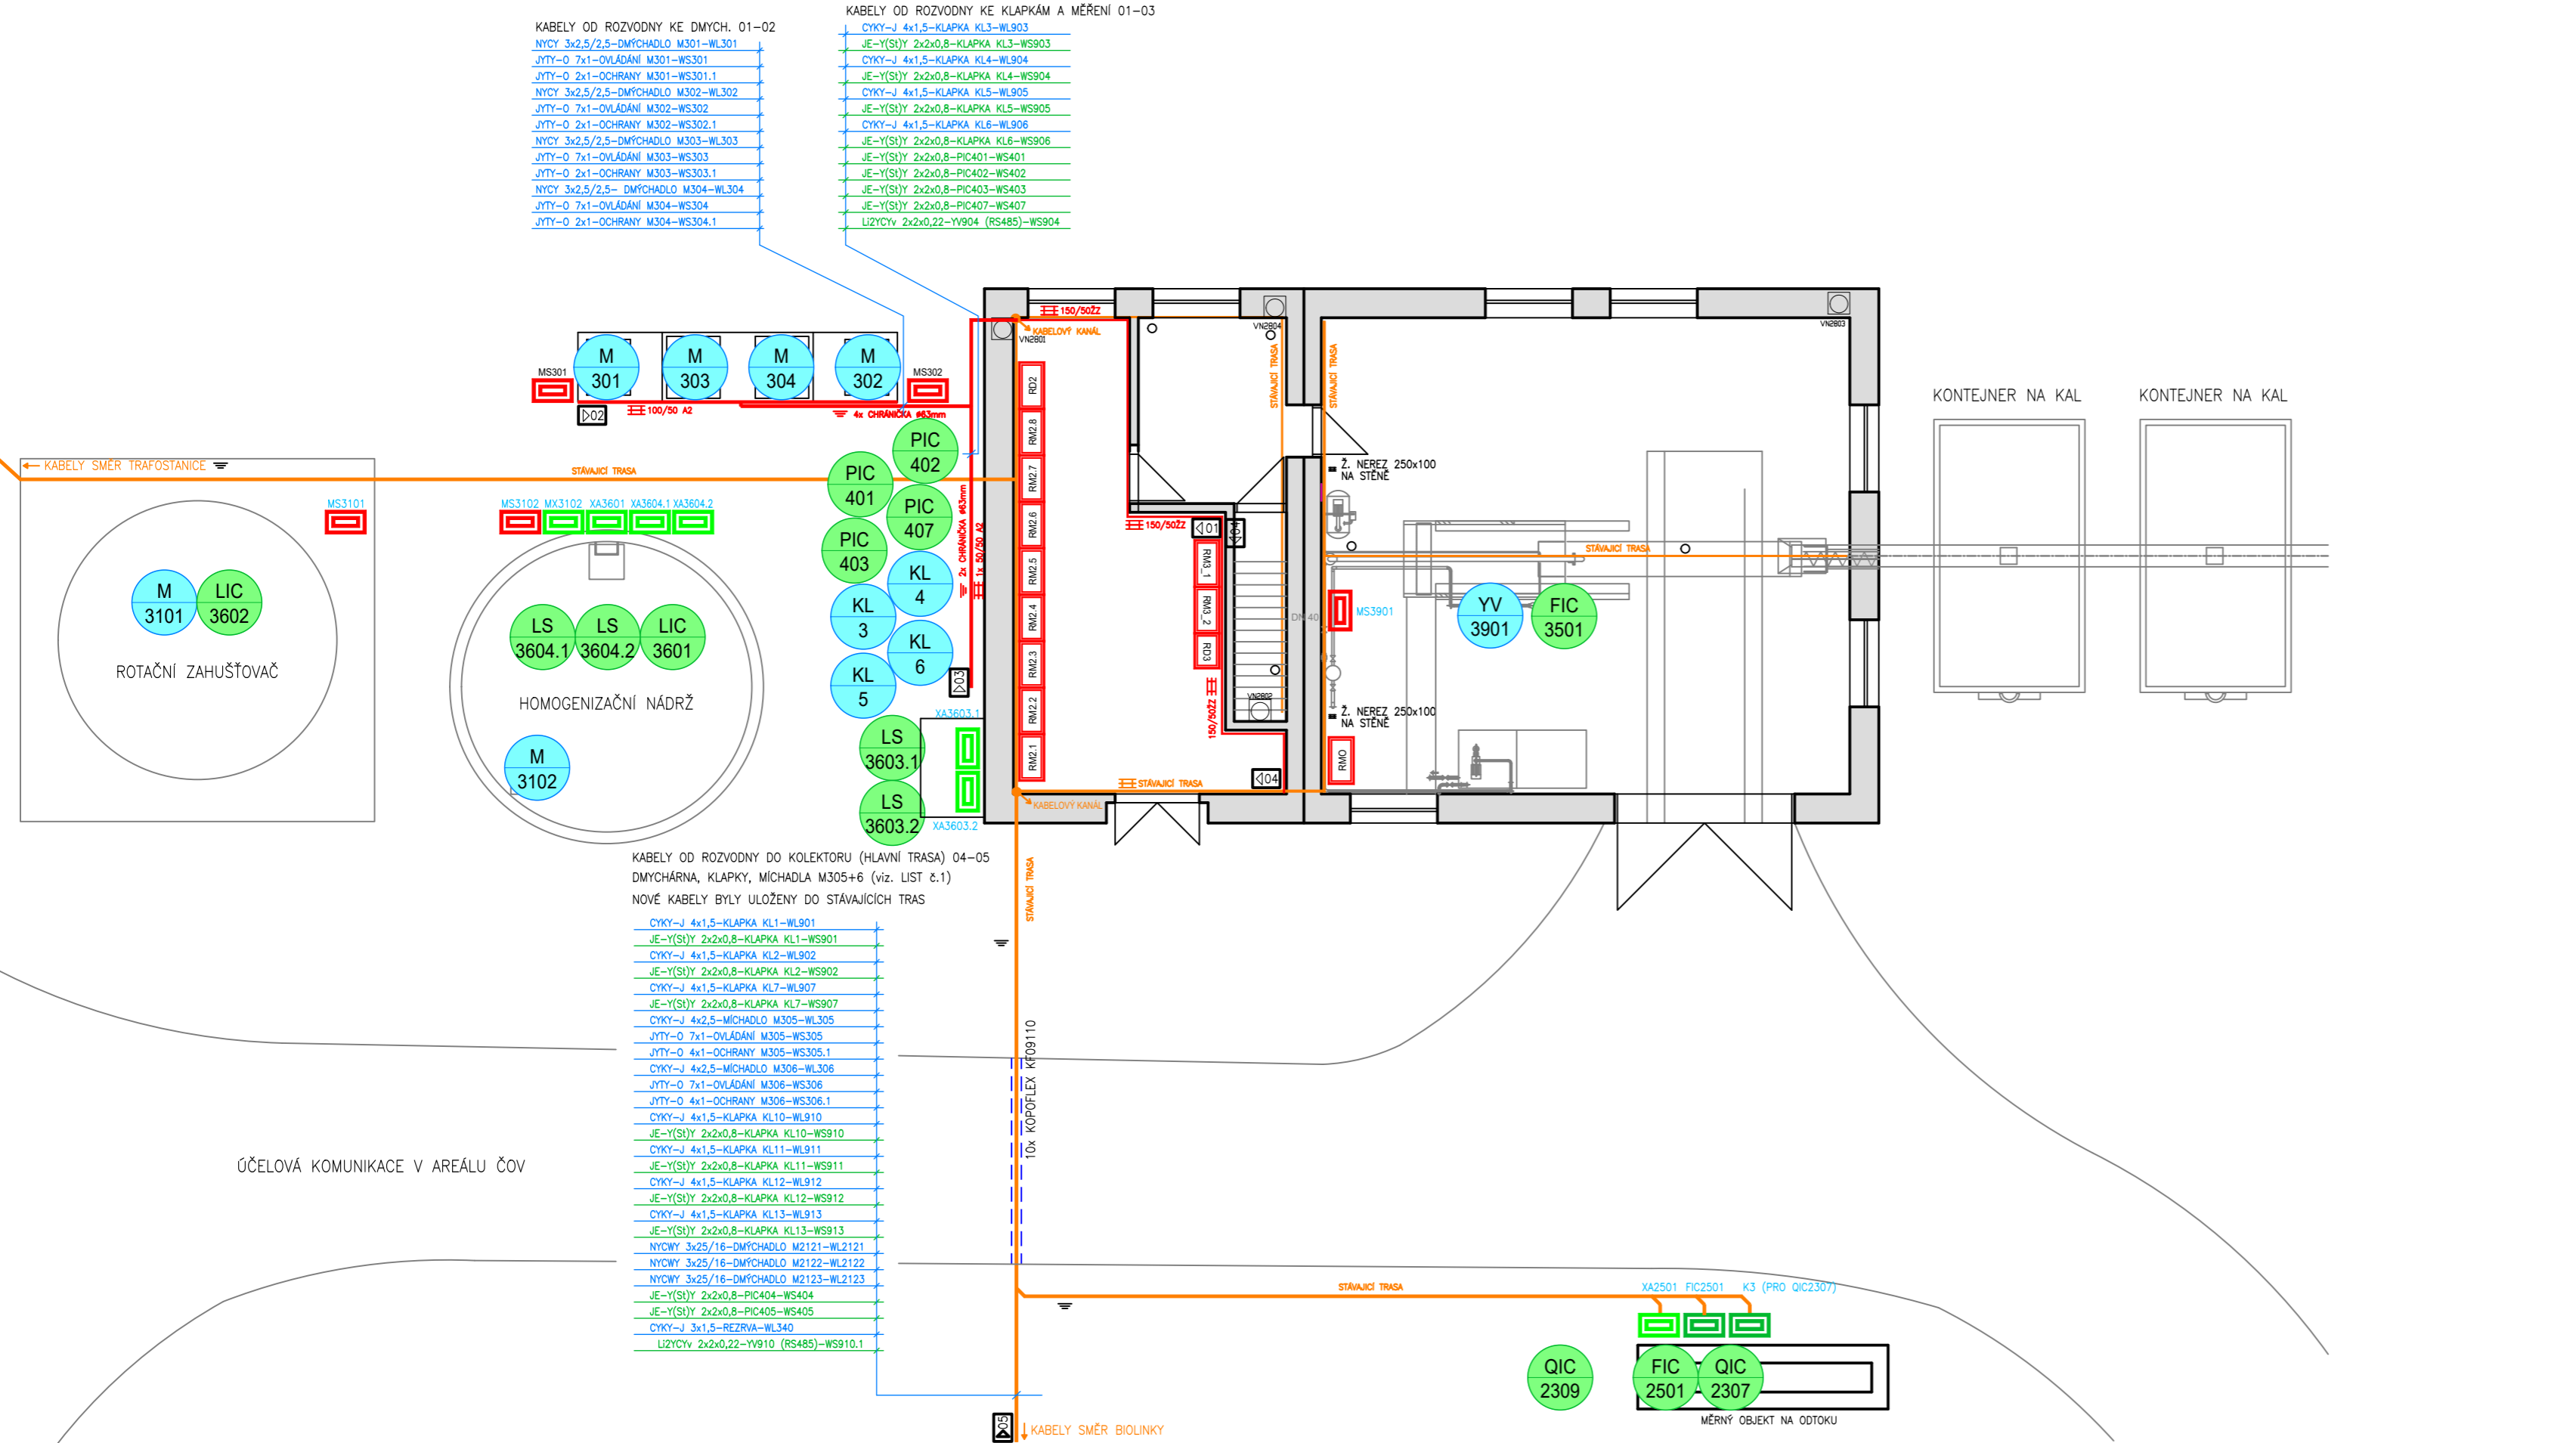 KABELY OD ROZVODNY KE DMYCH. 01-02
NYCY 3x2,5/2,5-DMÝCHADLO M301-WL301
JYTY-O 7x1-OVLÁDÁNÍ M301-WS301
JYTY-O 2x1-OCHRANY M301-WS301.1
NYCY 3x2,5/2,5-DMÝCHADLO M302-WL302
JYTY-O 7x1-OVLÁDÁNÍ M302-WS302
JYTY-O 2x1-OCHRANY M302-WS302.1
NYCY 3x2,5/2,5-DMÝCHADLO M303-WL303
JYTY-O 7x1-OVLÁDÁNÍ M303-WS303
JYTY-O 2x1-OCHRANY M303-WS303.1
NYCY 3x2,5/2,5- DMÝCHADLO M304-WL304
JYTY-O 7x1-OVLÁDÁNÍ M304-WS304
JYTY-O 2x1-OCHRANY M304-WS304.1
KABELY OD ROZVODNY KE KLAPKÁM A MĚŘENÍ 01-03
CYKY-J 4x1,5-KLAPKA KL3-WL903
JE-Y(St)Y 2x2x0,8-KLAPKA KL3-WS903
CYKY-J 4x1,5-KLAPKA KL4-WL904
JE-Y(St)Y 2x2x0,8-KLAPKA KL4-WS904
CYKY-J 4x1,5-KLAPKA KL5-WL905
JE-Y(St)Y 2x2x0,8-KLAPKA KL5-WS905
CYKY-J 4x1,5-KLAPKA KL6-WL906
JE-Y(St)Y 2x2x0,8-KLAPKA KL6-WS906
JE-Y(St)Y 2x2x0,8-PIC401-WS401
JE-Y(St)Y 2x2x0,8-PIC402-WS402
JE-Y(St)Y 2x2x0,8-PIC403-WS403
JE-Y(St)Y 2x2x0,8-PIC407-WS407
Li2YCYv 2x2x0,22-YV904 (RS485)-WS904
MS301
M
301
M
303
M
304
M
302
MS302
02
100/50 A2
4x CHRÁNIČKA ø63mm
150/50ŽZ
KABELOVÝ KANÁL
VN2801
VN2804
VN2803
STÁVAJÍCÍ TRASA
STÁVAJÍCÍ TRASA
KONTEJNER NA KAL
KONTEJNER NA KAL
KABELY SMĚR TRAFOSTANICE
STÁVAJÍCÍ TRASA
MS3101
MS3102
MX3102
XA3601
XA3604.1
XA3604.2
PIC
402
PIC
401
PIC
407
PIC
403
KL
4
KL
3
KL
6
KL
5
2x CHRÁNIČKA ø63mm
1x 50/50 A2
03
RD2
RM2.8
RM2.7
RM2.6
RM2.5
RM2.4
RM2.3
RM2.2
RM2.1
150/50ŽZ
01
04
RM3_1
RM3_2
RD3
150/50ŽZ
VN2802
DN 40
Ž. NEREZ 250x100
NA STĚNĚ
STÁVAJÍCÍ TRASA
MS3901
YV
3901
FIC
3501
Ž. NEREZ 250x100
NA STĚNĚ
RMO
M
3101
LIC
3602
ROTAČNÍ ZAHUŠŤOVAČ
LS
3604.1
LS
3604.2
LIC
3601
HOMOGENIZAČNÍ NÁDRŽ
M
3102
XA3603.1
LS
3603.1
LS
3603.2
XA3603.2
STÁVAJÍCÍ TRASA
04
KABELOVÝ KANÁL
KABELY OD ROZVODNY DO KOLEKTORU (HLAVNÍ TRASA) 04-05
DMYCHÁRNA, KLAPKY, MÍCHADLA M305+6 (viz. LIST č.1)
NOVÉ KABELY BYLY ULOŽENY DO STÁVAJÍCÍCH TRAS
CYKY-J 4x1,5-KLAPKA KL1-WL901
JE-Y(St)Y 2x2x0,8-KLAPKA KL1-WS901
CYKY-J 4x1,5-KLAPKA KL2-WL902
JE-Y(St)Y 2x2x0,8-KLAPKA KL2-WS902
CYKY-J 4x1,5-KLAPKA KL7-WL907
JE-Y(St)Y 2x2x0,8-KLAPKA KL7-WS907
CYKY-J 4x2,5-MÍCHADLO M305-WL305
JYTY-O 7x1-OVLÁDÁNÍ M305-WS305
JYTY-O 4x1-OCHRANY M305-WS305.1
CYKY-J 4x2,5-MÍCHADLO M306-WL306
JYTY-O 7x1-OVLÁDÁNÍ M306-WS306
JYTY-O 4x1-OCHRANY M306-WS306.1
CYKY-J 4x1,5-KLAPKA KL10-WL910
JE-Y(St)Y 2x2x0,8-KLAPKA KL10-WS910
CYKY-J 4x1,5-KLAPKA KL11-WL911
JE-Y(St)Y 2x2x0,8-KLAPKA KL11-WS911
CYKY-J 4x1,5-KLAPKA KL12-WL912
JE-Y(St)Y 2x2x0,8-KLAPKA KL12-WS912
CYKY-J 4x1,5-KLAPKA KL13-WL913
JE-Y(St)Y 2x2x0,8-KLAPKA KL13-WS913
NYCWY 3x25/16-DMÝCHADLO M2121-WL2121
NYCWY 3x25/16-DMÝCHADLO M2122-WL2122
NYCWY 3x25/16-DMÝCHADLO M2123-WL2123
JE-Y(St)Y 2x2x0,8-PIC404-WS404
JE-Y(St)Y 2x2x0,8-PIC405-WS405
CYKY-J 3x1,5-REZRVA-WL340
Li2YCYv 2x2x0,22-YV910 (RS485)-WS910.1
STÁVAJÍCÍ TRASA
10x KOPOFLEX KF09110
ÚČELOVÁ KOMUNIKACE V AREÁLU ČOV
STÁVAJÍCÍ TRASA
XA2501
FIC2501
K3 (PRO QIC2307)
QIC
2309
FIC
2501
QIC
2307
MĚRNÝ OBJEKT NA ODTOKU
05
KABELY SMĚR BIOLINKY